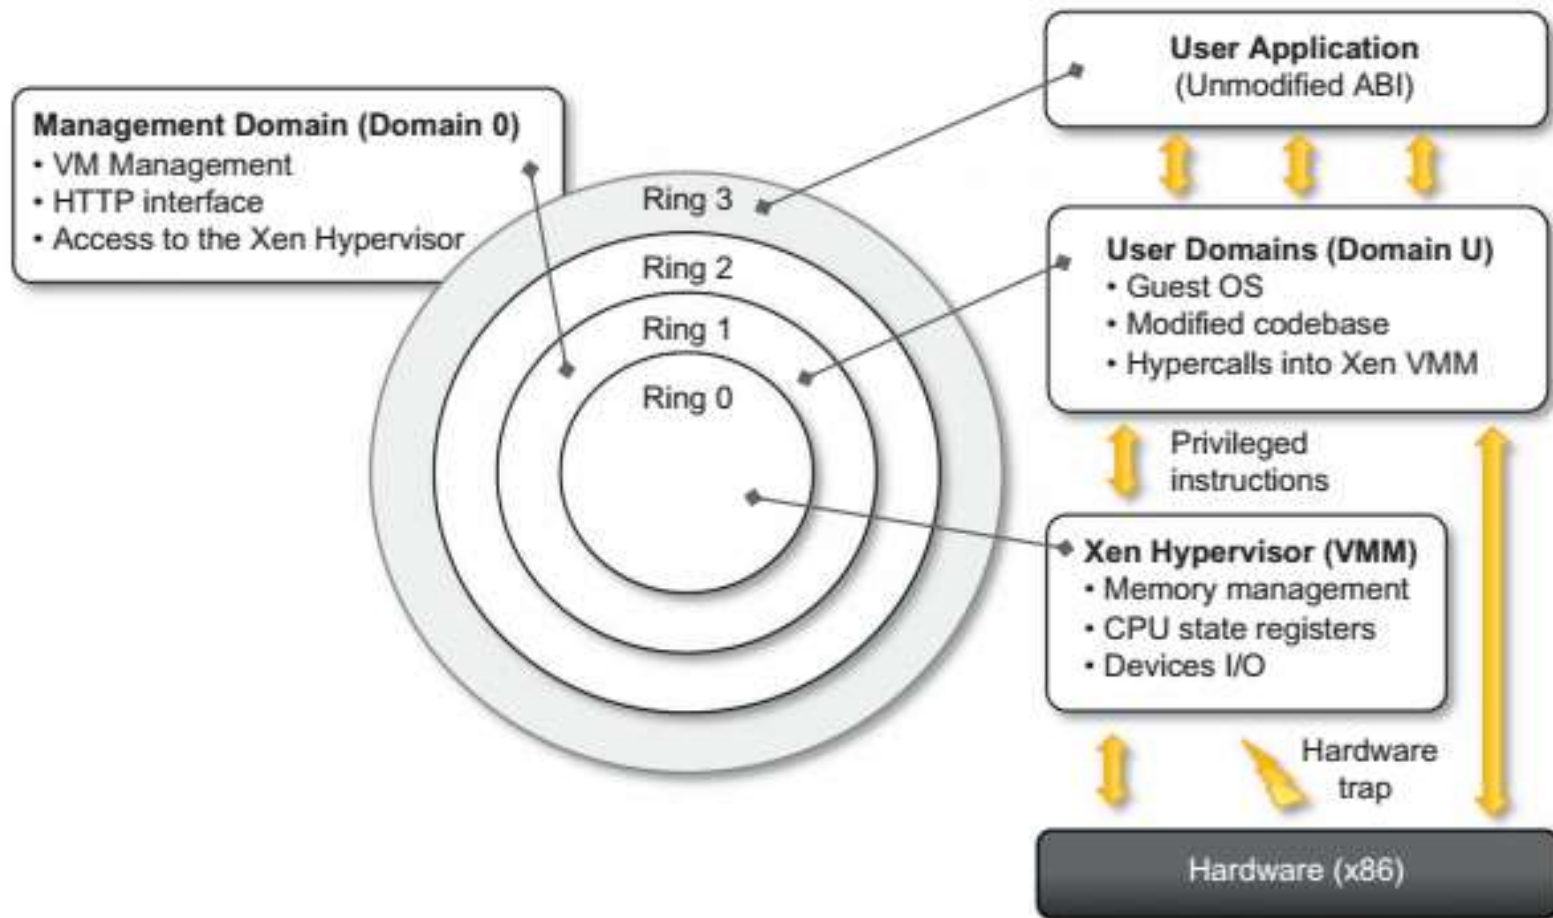 User Application
(Unmodified ABI)
Management Domain (Domain 0)
• VM Management
• HTTP interface
• Access to the Xen Hypervisor
Ring 3
Ring 2
Ring 1
Ring 0
User Domains (Domain U)
• Guest OS
• Modified codebase
• Hypercalls into Xen VMM
Privileged
instructions
Xen Hypervisor (VMM)
• Memory management
• CPU state registers
• Devices I/O
Hardware
trap
Hardware (x86)